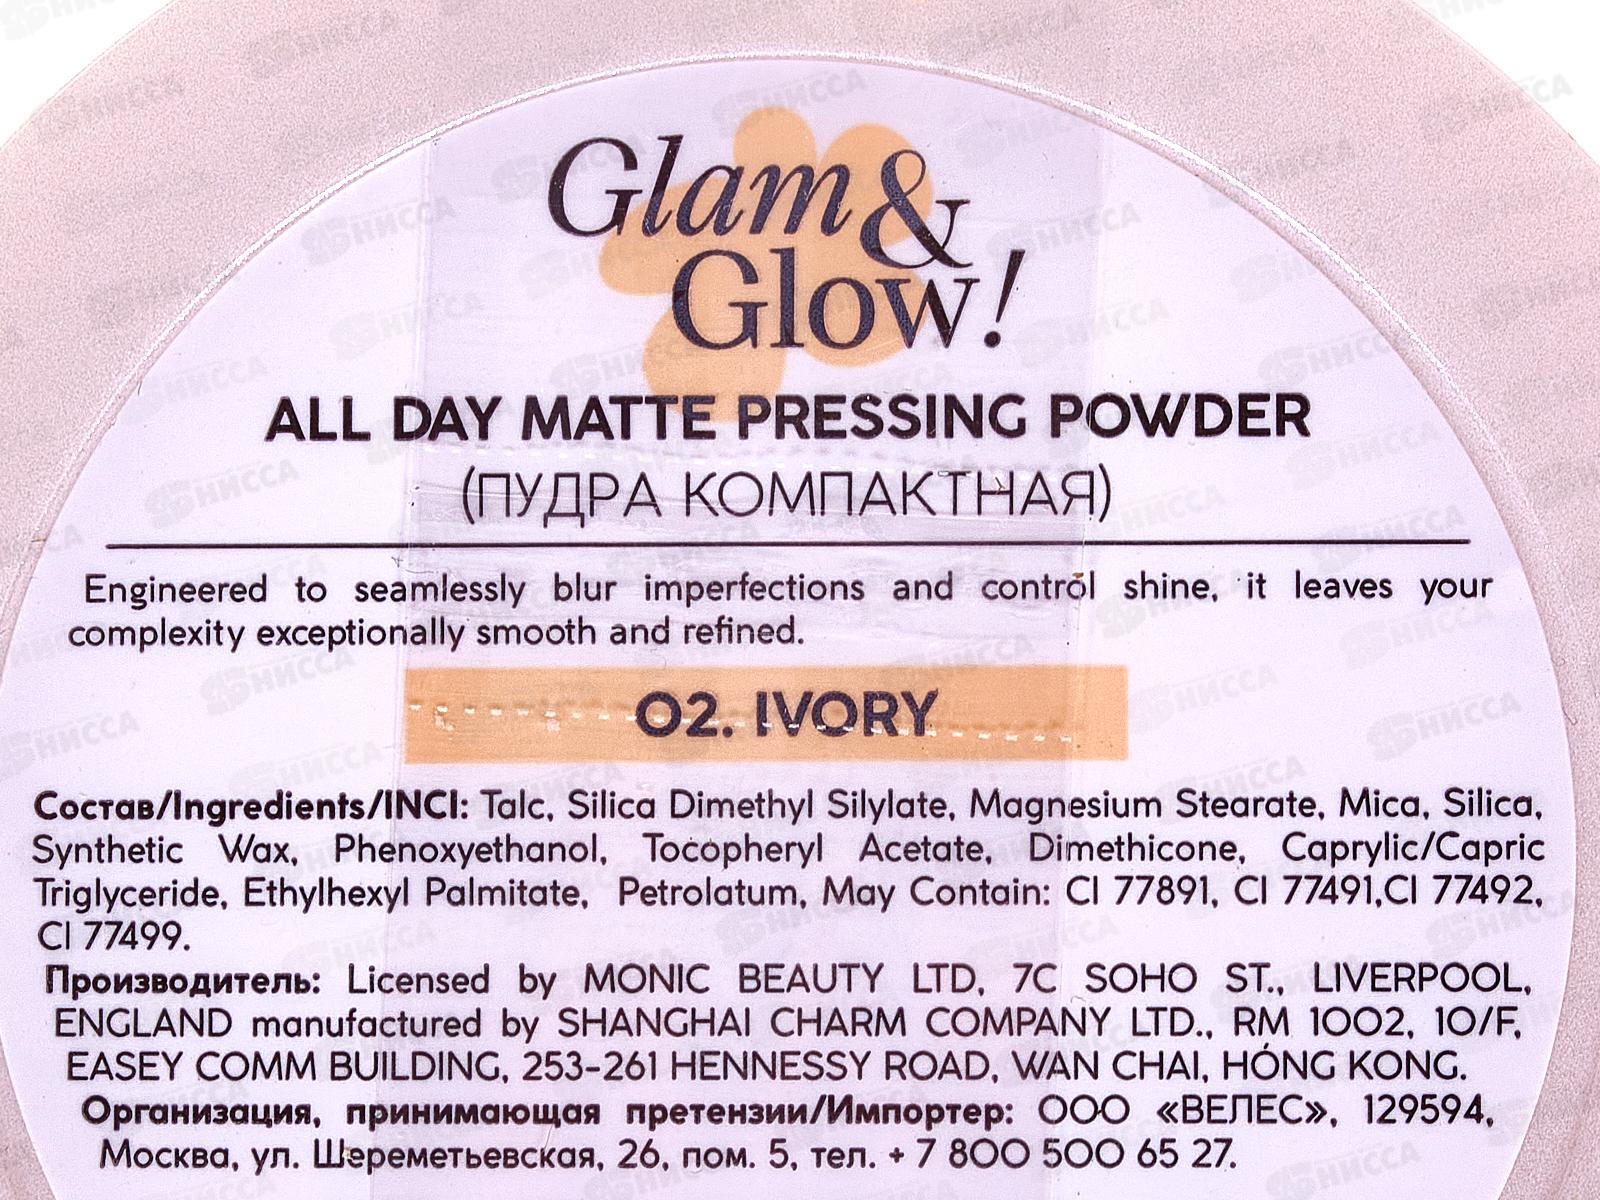 Glam &
Glow!
ALL DAY MATTE PRESSING POWDER
(ПУДРА КОМПАКТНАЯ)
Engineered to seamlessly blur imperfections and control shine, it leaves your
complexity exceptionally smooth and refined.
02. IVORY
Состав/Ingredients/INCI: Talc, Silica Dimethyl Silylate, Magnesium Stearate, Mica, Silica,
Synthetic Wax, Phenoxyethanol, Tocopheryl Acetate, Dimethicone, Caprylic/Capric
Triglyceride, Ethylhexyl Palmitate, Petrolatum, May Contain: CI 77891, CI 77491,CI 77492,
CI 77499.
Производитель: Licensed by MONIC BEAUTY LTD, 7C SOHO ST., LIVERPOOL,
ENGLAND manufactured by SHANGHAI CHARM COMPANY LTD., RM 1002, 10/F,
EASEY COMM BUILDING, 253-261 HENNESSY ROAD, WAN CHAI, HONG KONG.
Организация, принимающая претензии/Импортер: ООО «ВЕЛЕС», 129594,
Москва, ул. Шереметьевская, 26, пом. 5, тел. + 7 800 500 65 27.
НИССА